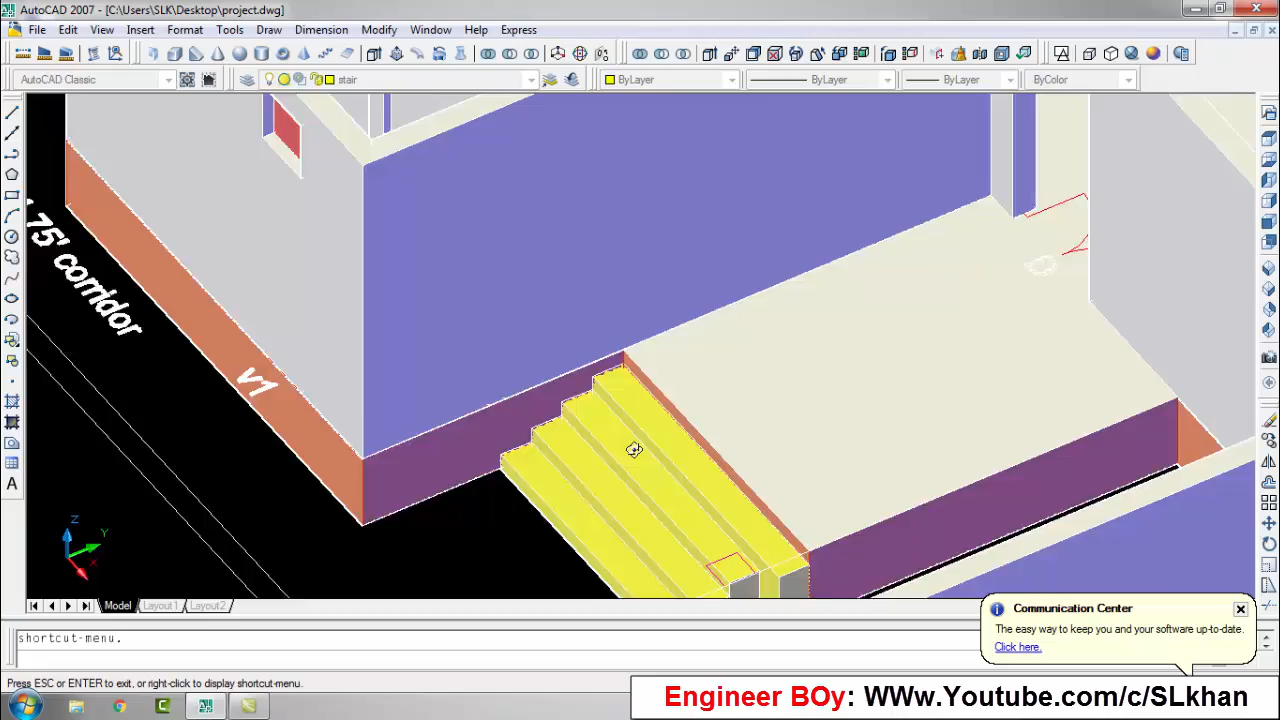 AutoCAD 2007 - [C:\Users\SLK\Desktop\project.dwg]
File Edit View Insert Format Tools Draw Dimension Modify Window Help Express
AutoCAD Classic stair ByLayer ByLayer ByLayer ByColor
75' corridor
v1
Z
Y
X
A
Model Layout1 Layout2
shortcut-menu.
Communication Center
The easy way to keep you and your software up-to-date.
Click here.
Press ESC or ENTER to exit, or right-click to display shortcut-menu.
Engineer BOy: WWw.Youtube.com/c/SLkhan